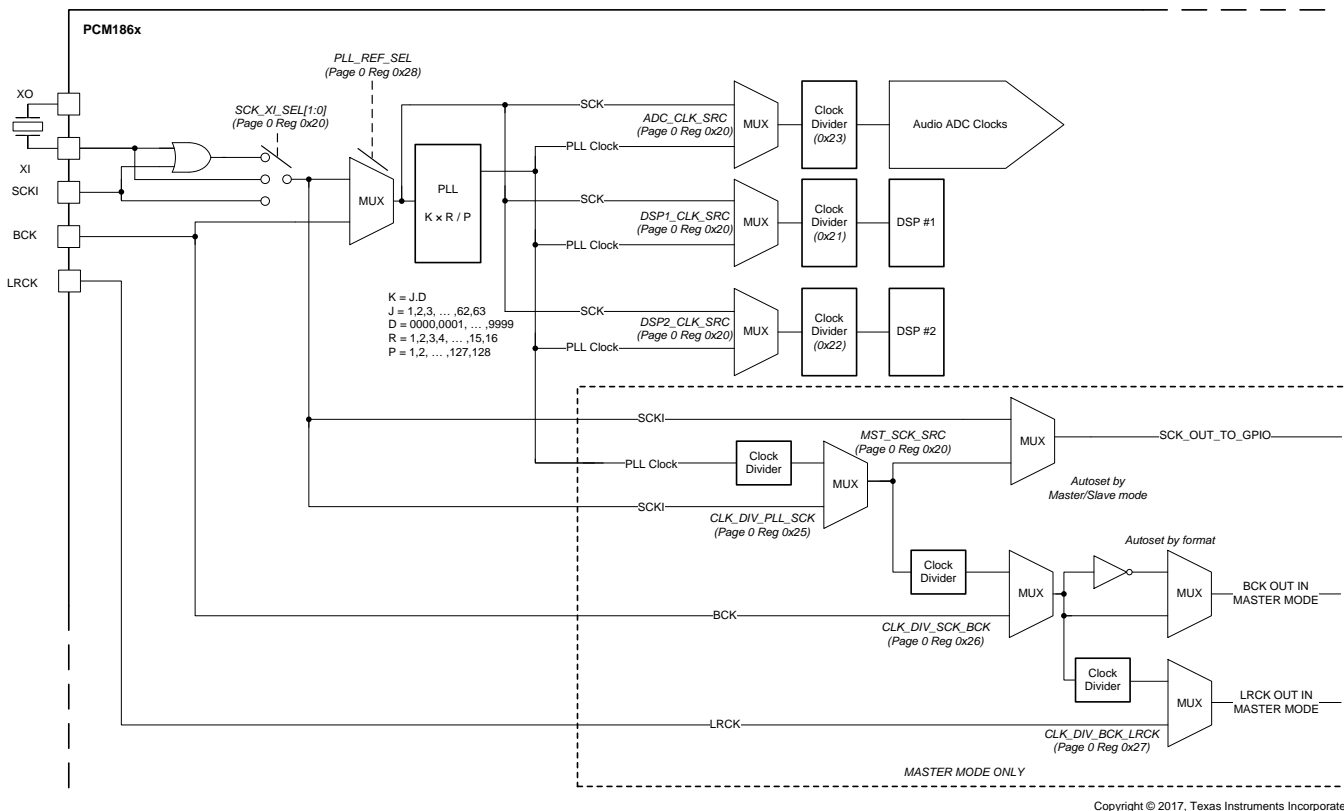 PCM186x
XO
XI
SCKI
BCK
LRCK
SCK_XI_SEL[1:0]
(Page 0 Reg 0x20)
PLL_REF_SEL
(Page 0 Reg 0x28)
MUX
PLL
K × R / P
K = J.D
J = 1,2,3, … ,62,63
D = 0000,0001, … ,9999
R = 1,2,3,4, … ,15,16
P = 1,2, … ,127,128
SCK
ADC_CLK_SRC
(Page 0 Reg 0x20)
PLL Clock
MUX
Clock
Divider
(0x23)
Audio ADC Clocks
SCK
DSP1_CLK_SRC
(Page 0 Reg 0x20)
PLL Clock
MUX
Clock
Divider
(0x21)
DSP #1
SCK
DSP2_CLK_SRC
(Page 0 Reg 0x20)
PLL Clock
MUX
Clock
Divider
(0x22)
DSP #2
SCKI
MST_SCK_SRC
(Page 0 Reg 0x20)
MUX
SCK_OUT_TO_GPIO
Autoset by
Master/Slave mode
PLL Clock
Clock
Divider
MUX
SCKI
CLK_DIV_PLL_SCK
(Page 0 Reg 0x25)
Clock
Divider
MUX
Autoset by format
MUX
BCK OUT IN
MASTER MODE
BCK
CLK_DIV_SCK_BCK
(Page 0 Reg 0x26)
Clock
Divider
MUX
LRCK OUT IN
MASTER MODE
LRCK
CLK_DIV_BCK_LRCK
(Page 0 Reg 0x27)
MASTER MODE ONLY
Copyright © 2017, Texas Instruments Incorporate